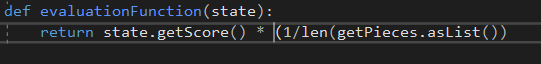 def evaluationFunction(state):
    return state.getScore() * (1/len(getPieces.asList())